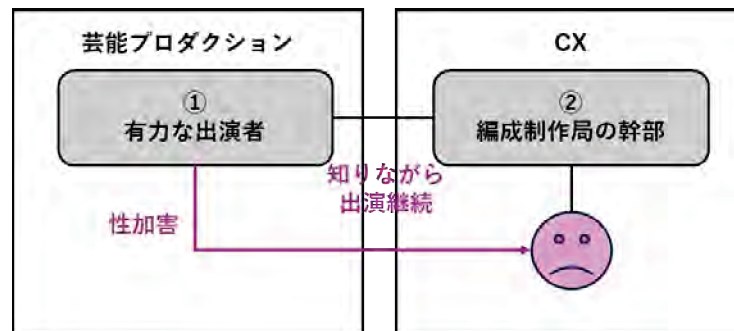 芸能プロダクション
CX
①
有力な出演者
②
編成制作局の幹部
知りながら
出演継続
性加害